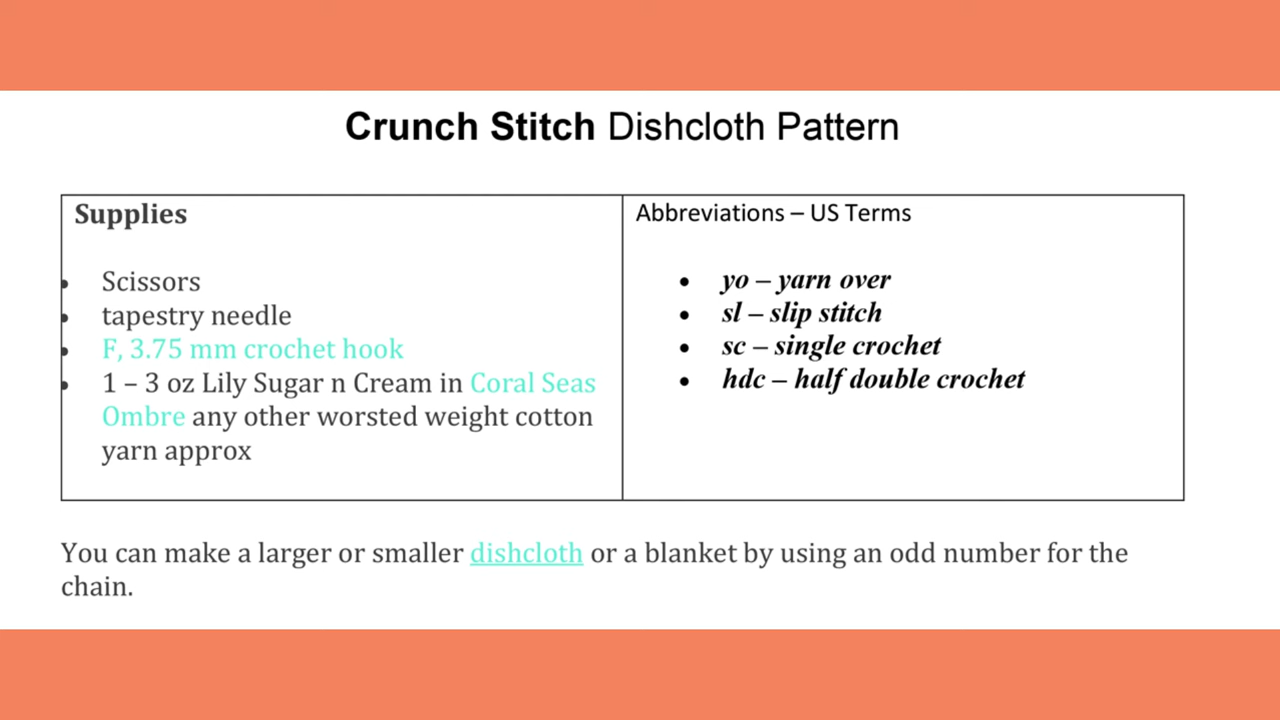 Crunch Stitch Dishcloth Pattern
Supplies
• Scissors
• tapestry needle
• F, 3.75 mm crochet hook
• 1 – 3 oz Lily Sugar n Cream in Coral Seas
Ombre any other worsted weight cotton
yarn approx
Abbreviations – US Terms
• yo – yarn over
• sl – slip stitch
• sc – single crochet
• hdc – half double crochet
You can make a larger or smaller dishcloth or a blanket by using an odd number for the
chain.